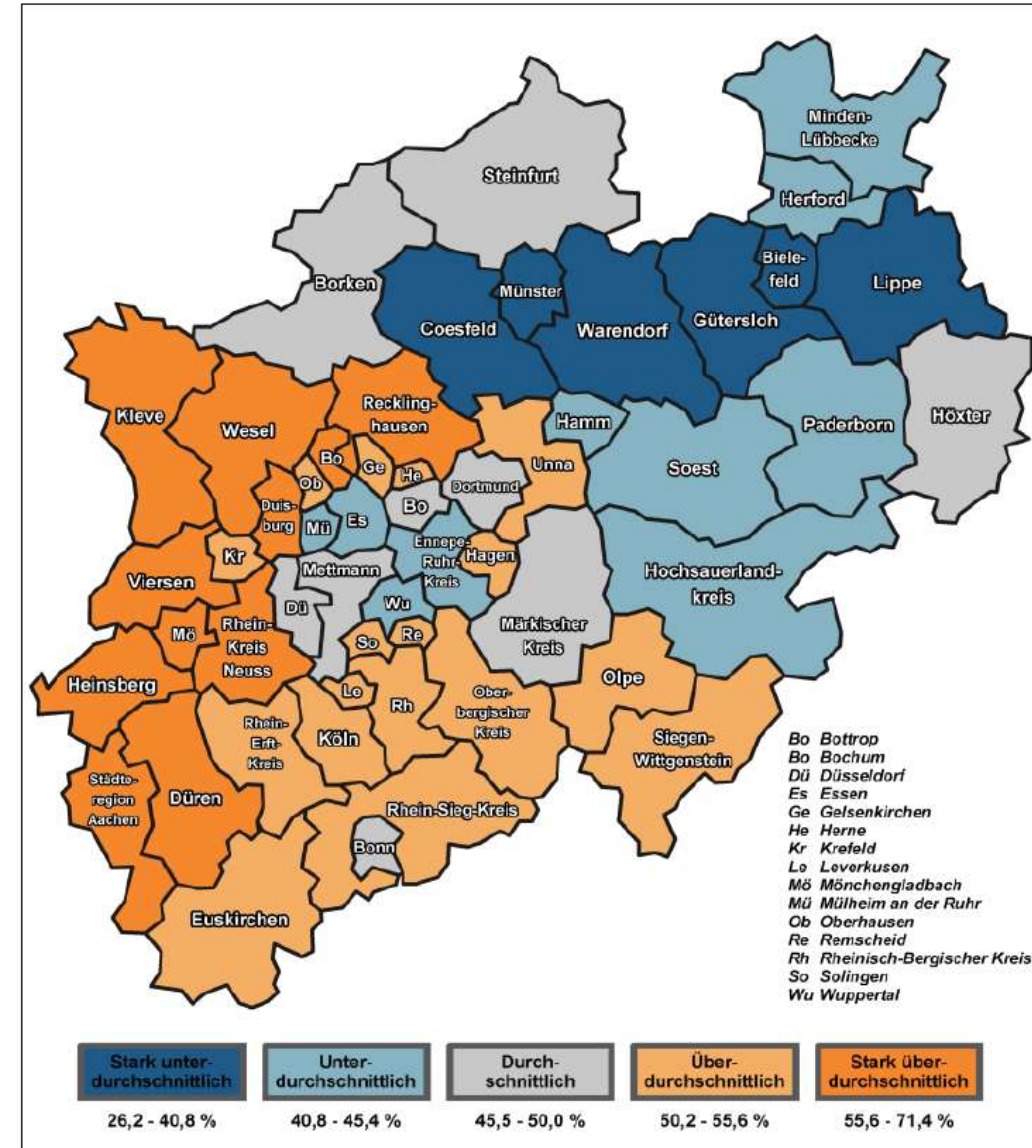 Minden-
Lübbecke
Steinfurt
Herford
Biele-
feld
Borken
Münster
Lippe
Coesfeld
Warendorf
Gütersloh
Kleve
Wesel
Reckling-
hausen
Hamm
Paderborn
Höxter
Bo
Ge
He
Unna
Soest
Ob
Dortmund
Duis-
burg
Bo
Mü
Es
Ennepe-
Ruhr-
Kreis
Hagen
Kr
Mettmann
Viersen
Hochsauerland-
kreis
Dü
Wu
Mö
Rhein-
Kreis
Neuss
So
Re
Märkischer
Kreis
Heinsberg
Le
Rh
Ober-
bergischer
Kreis
Olpe
Rhein-
Erft-
Kreis
Köln
Siegen-
Wittgenstein
Städte-
region
Aachen
Düren
Rhein-Sieg-Kreis
Bonn
Euskirchen
Bo Bottrop
Bo Bochum
Dü Düsseldorf
Es Essen
Ge Gelsenkirchen
He Herne
Kr Krefeld
Le Leverkusen
Mö Mönchengladbach
Mü Mülheim an der Ruhr
Ob Oberhausen
Re Remscheid
Rh Rheinisch-Bergischer Kreis
So Solingen
Wu Wuppertal
Stark unter-
durchschnittlich
26,2 - 40,8 %
Unter-
durchschnittlich
40,8 - 45,4 %
Durch-
schnittlich
45,5 - 50,0 %
Über-
durchschnittlich
50,2 - 55,6 %
Stark über-
durchschnittlich
55,6 - 71,4 %